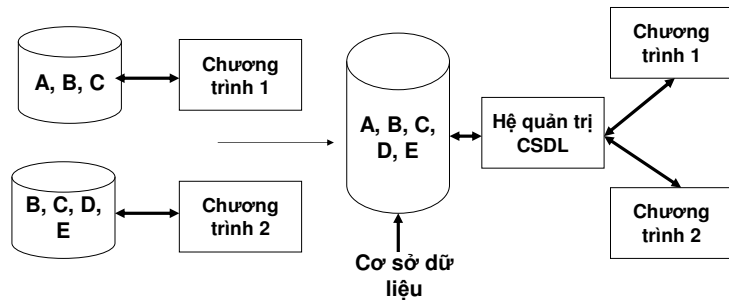 A, B, C
Chương
trình 1
B, C, D,
E
Chương
trình 2
A, B, C,
D, E
Cơ sở dữ
liệu
Hệ quản trị
CSDL
Chương
trình 1
Chương
trình 2